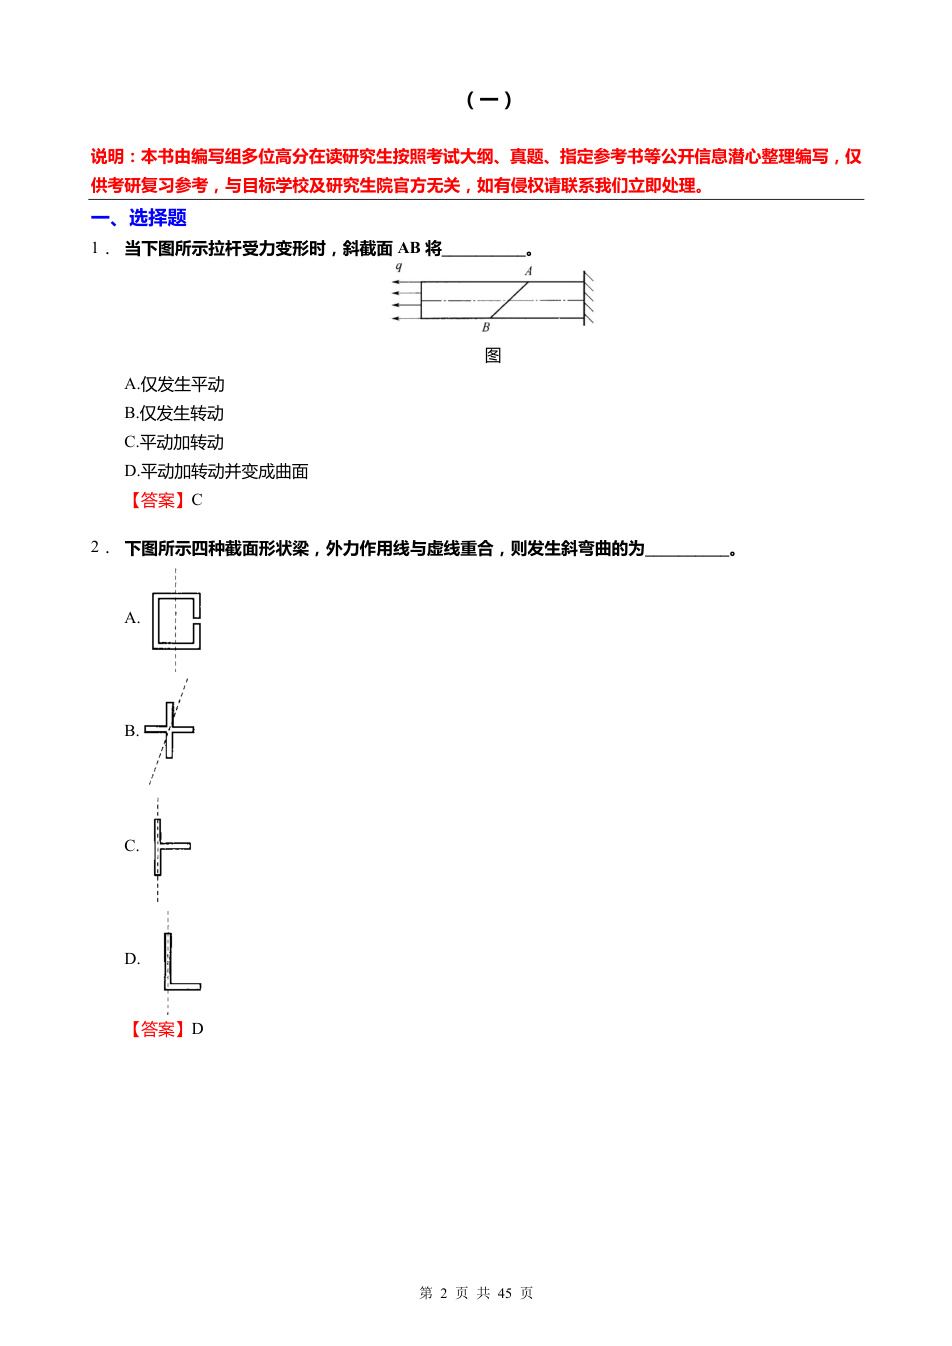 （一）
说明：本书由编写组多位高分在读研究生按照考试大纲、真题、指定参考书等公开信息潜心整理编写，仅
供考研复习参考，与目标学校及研究生院官方无关，如有侵权请联系我们立即处理。
一、选择题
1． 当下图所示拉杆受力变形时，斜截面 AB 将__________。
q
A
B
图
A.仅发生平动
B.仅发生转动
C.平动加转动
D.平动加转动并变成曲面
【答案】C
2． 下图所示四种截面形状梁，外力作用线与虚线重合，则发生斜弯曲的为__________。
A.
B.
C.
D.
【答案】D
第 2 页 共 45 页